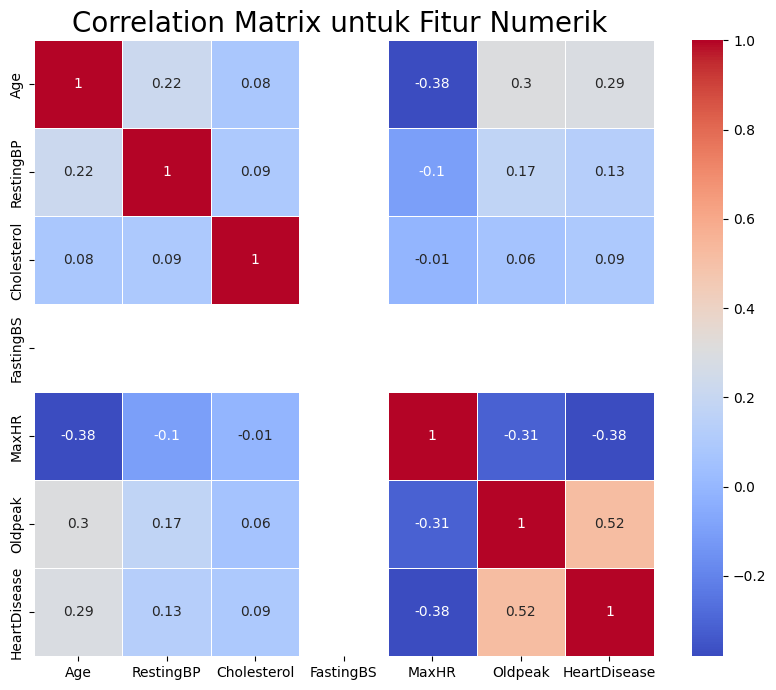 Correlation Matrix untuk Fitur Numerik
Age 1 0.22 0.08 -0.38 0.3 0.29
RestingBP 0.22 1 0.09 -0.1 0.17 0.13
Cholesterol 0.08 0.09 1 -0.01 0.06 0.09
FastingBS
MaxHR -0.38 -0.1 -0.01 1 -0.31 -0.38
Oldpeak 0.3 0.17 0.06 -0.31 1 0.52
HeartDisease 0.29 0.13 0.09 -0.38 0.52 1
Age RestingBP Cholesterol FastingBS MaxHR Oldpeak HeartDisease
1.0
0.8
0.6
0.4
0.2
0.0
−0.2